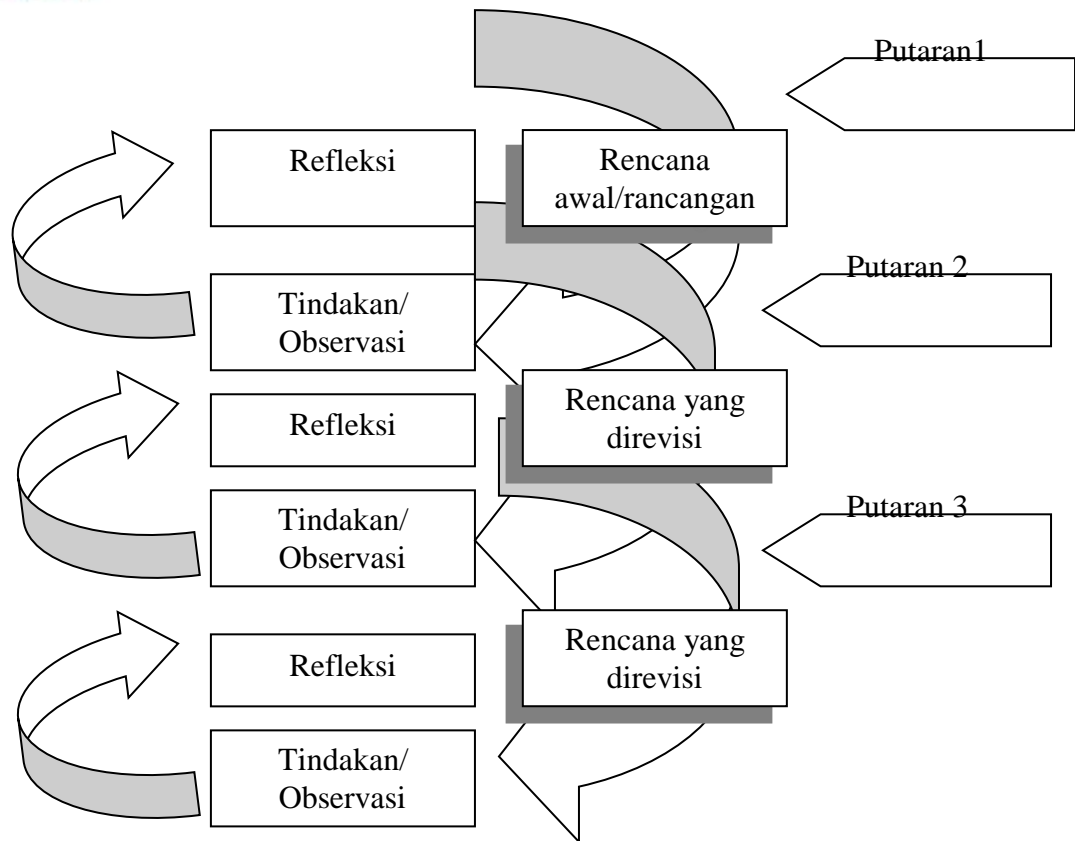 Putaran1
Refleksi
Rencana
awal/rancangan
Putaran 2
Tindakan/
Observasi
Refleksi
Rencana yang
direvisi
Putaran 3
Tindakan/
Observasi
Refleksi
Rencana yang
direvisi
Tindakan/
Observasi